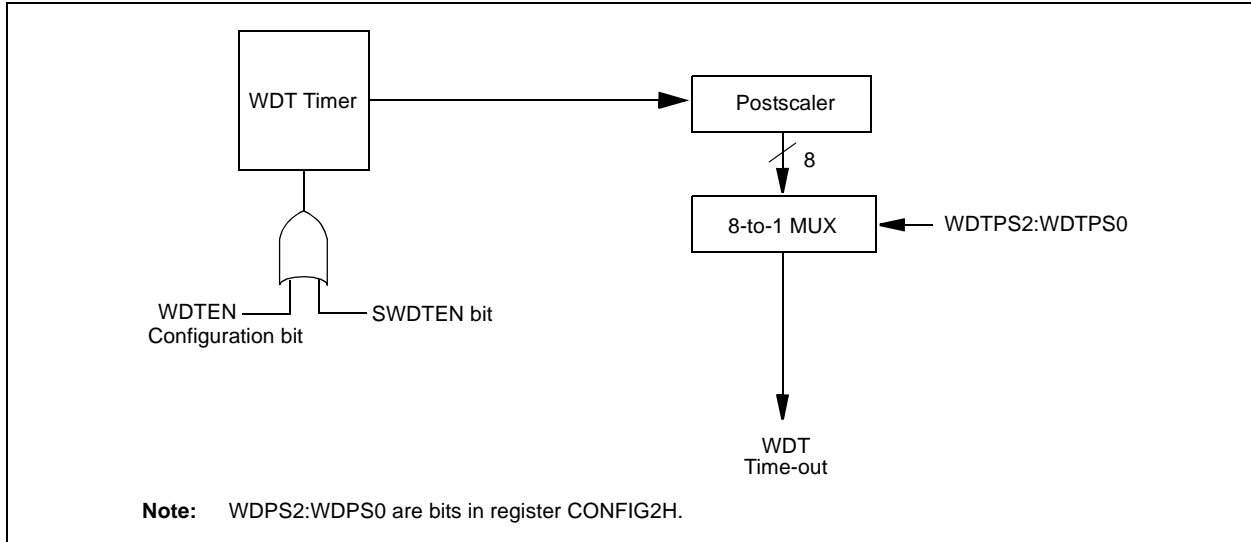 WDT Timer
Postscaler
8
8-to-1 MUX
WDTPS2:WDTPS0
WDTEN
Configuration bit
SWDTEN bit
WDT
Time-out
Note: WDPS2:WDPS0 are bits in register CONFIG2H.